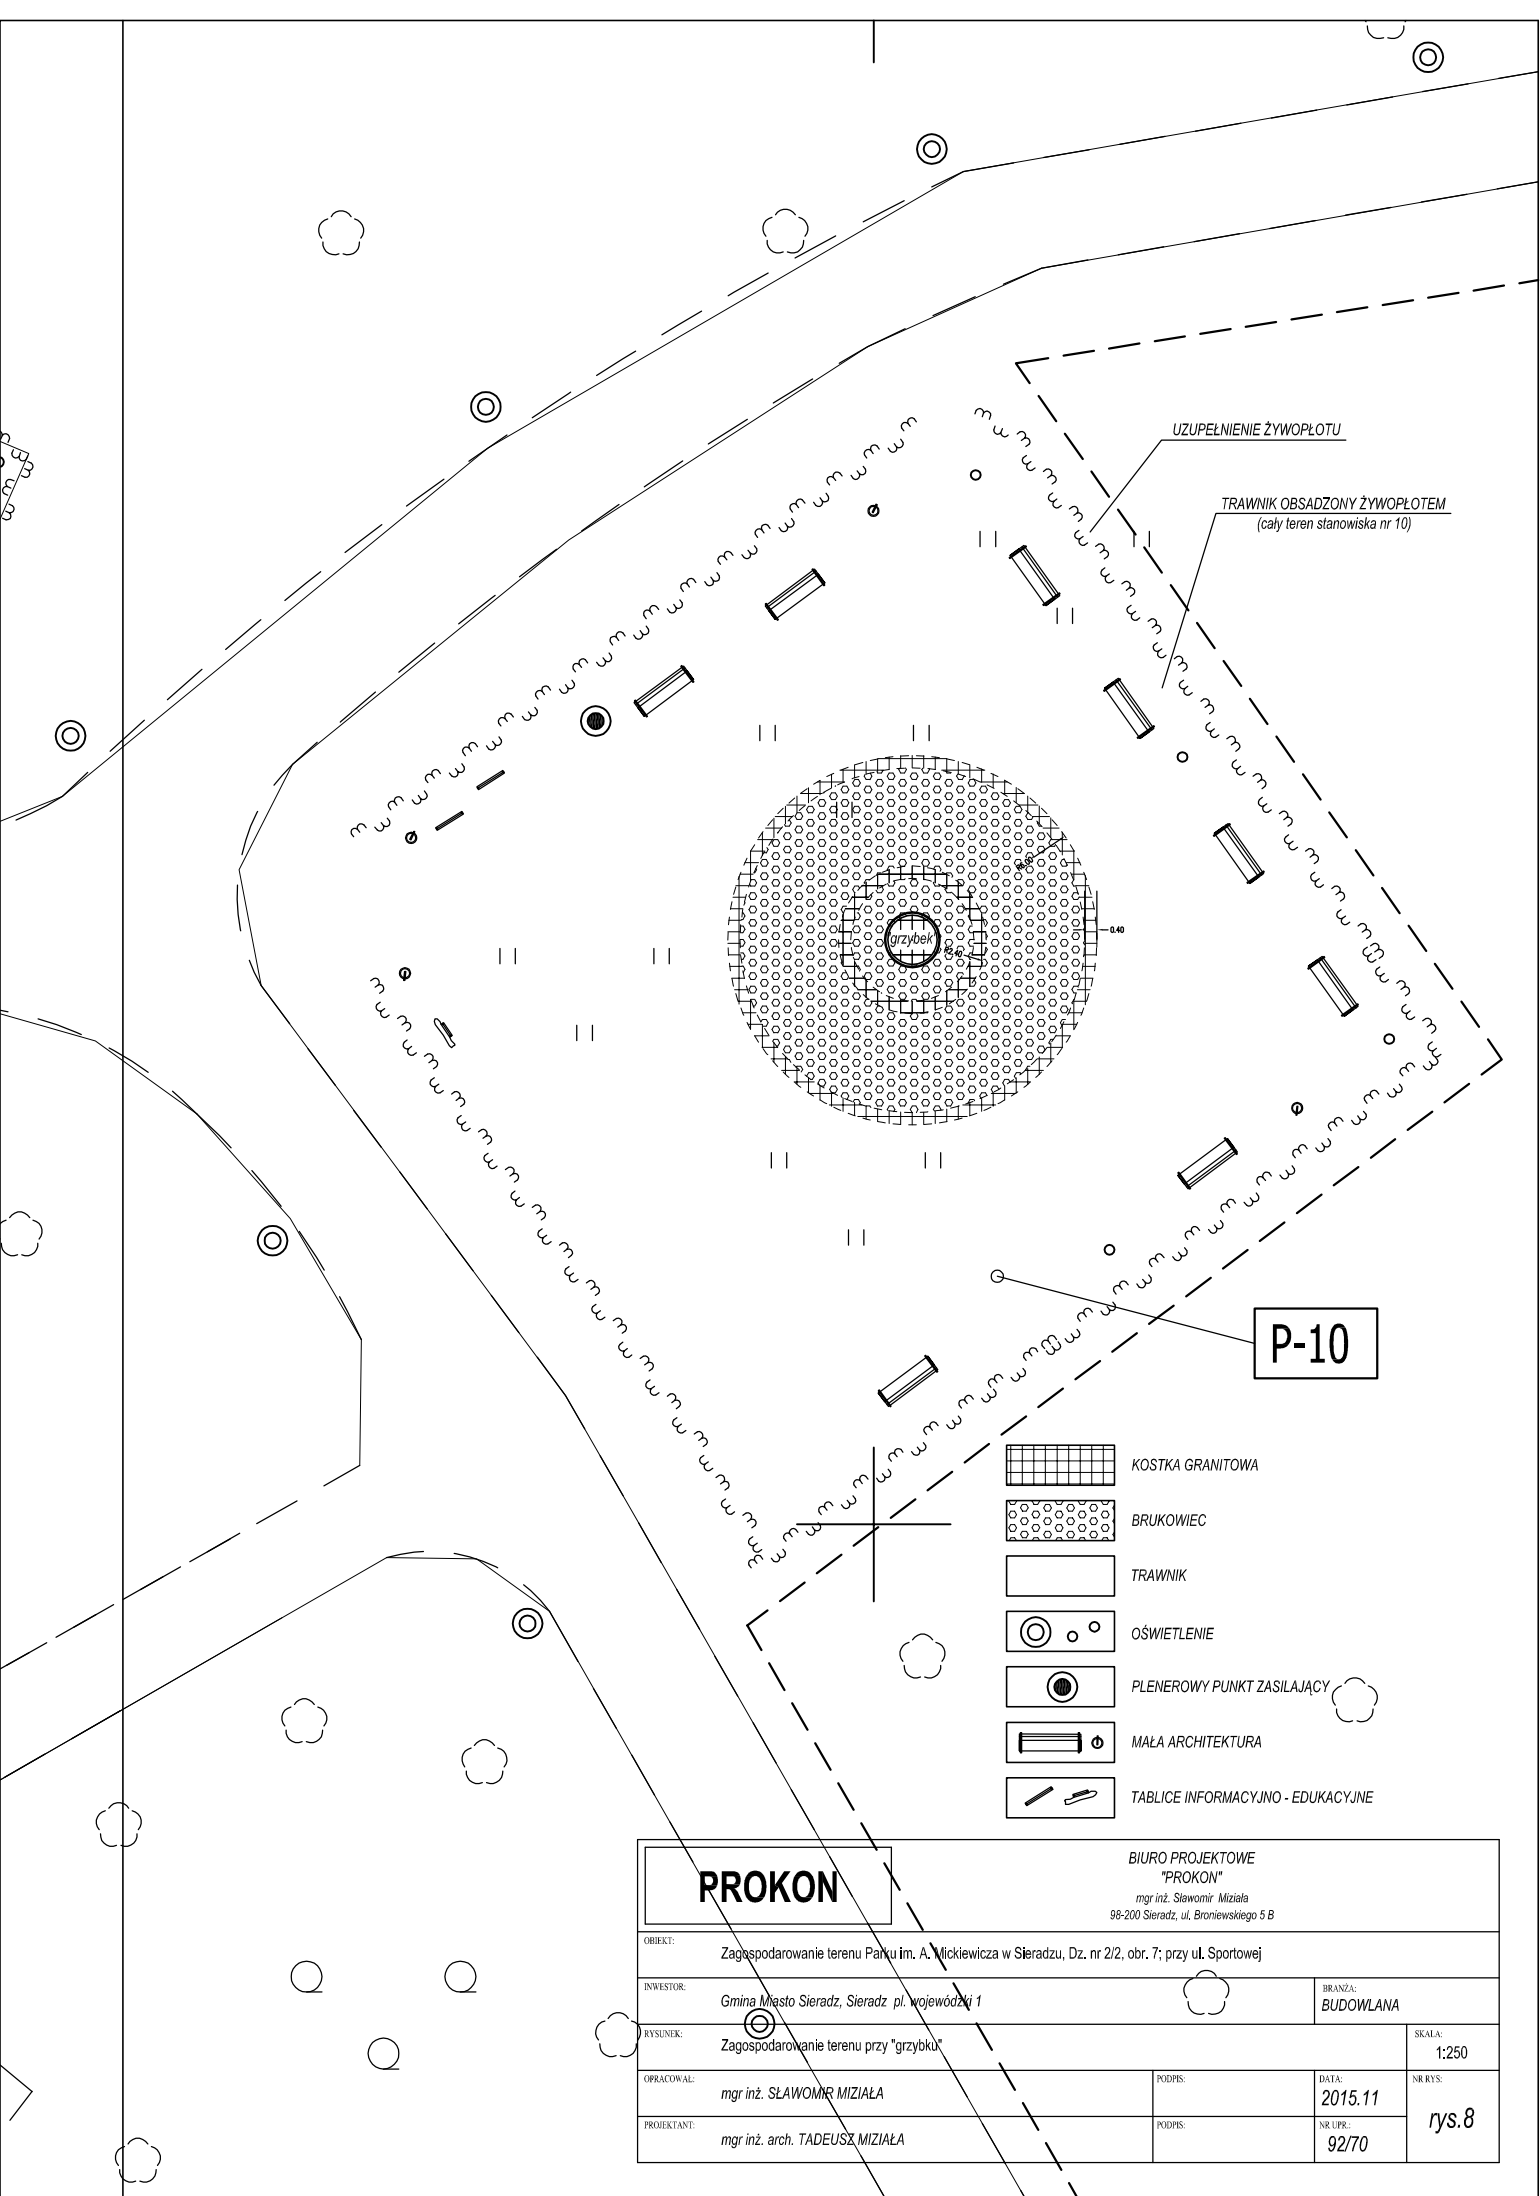 UZUPEŁNIENIE ŻYWOPŁOTU
TRAWNIK OBSADZONY ŻYWOPŁOTEM
(cały teren stanowiska nr 10)
R6.00
0.40
"grzybek"
R2.40
P-10
KOSTKA GRANITOWA
BRUKOWIEC
TRAWNIK
OŚWIETLENIE
PLENEROWY PUNKT ZASILAJĄCY
MAŁA ARCHITEKTURA
TABLICE INFORMACYJNO - EDUKACYJNE
PROKON
BIURO PROJEKTOWE
"PROKON"
mgr inż. Sławomir Miziała
98-200 Sieradz, ul. Broniewskiego 5 B
OBIEKT:
Zagospodarowanie terenu Parku im. A. Mickiewicza w Sieradzu, Dz. nr 2/2, obr. 7; przy ul. Sportowej
INWESTOR:
Gmina Miasto Sieradz, Sieradz pl. wojewódzki 1
BRANŻA:
BUDOWLANA
RYSUNEK:
Zagospodarowanie terenu przy "grzybku"
SKALA:
1:250
OPRACOWAŁ:
mgr inż. SŁAWOMIR MIZIAŁA
PODPIS:
DATA:
2015.11
NR RYS:
rys.8
PROJEKTANT:
mgr inż. arch. TADEUSZ MIZIAŁA
PODPIS:
NR UPR.:
92/70